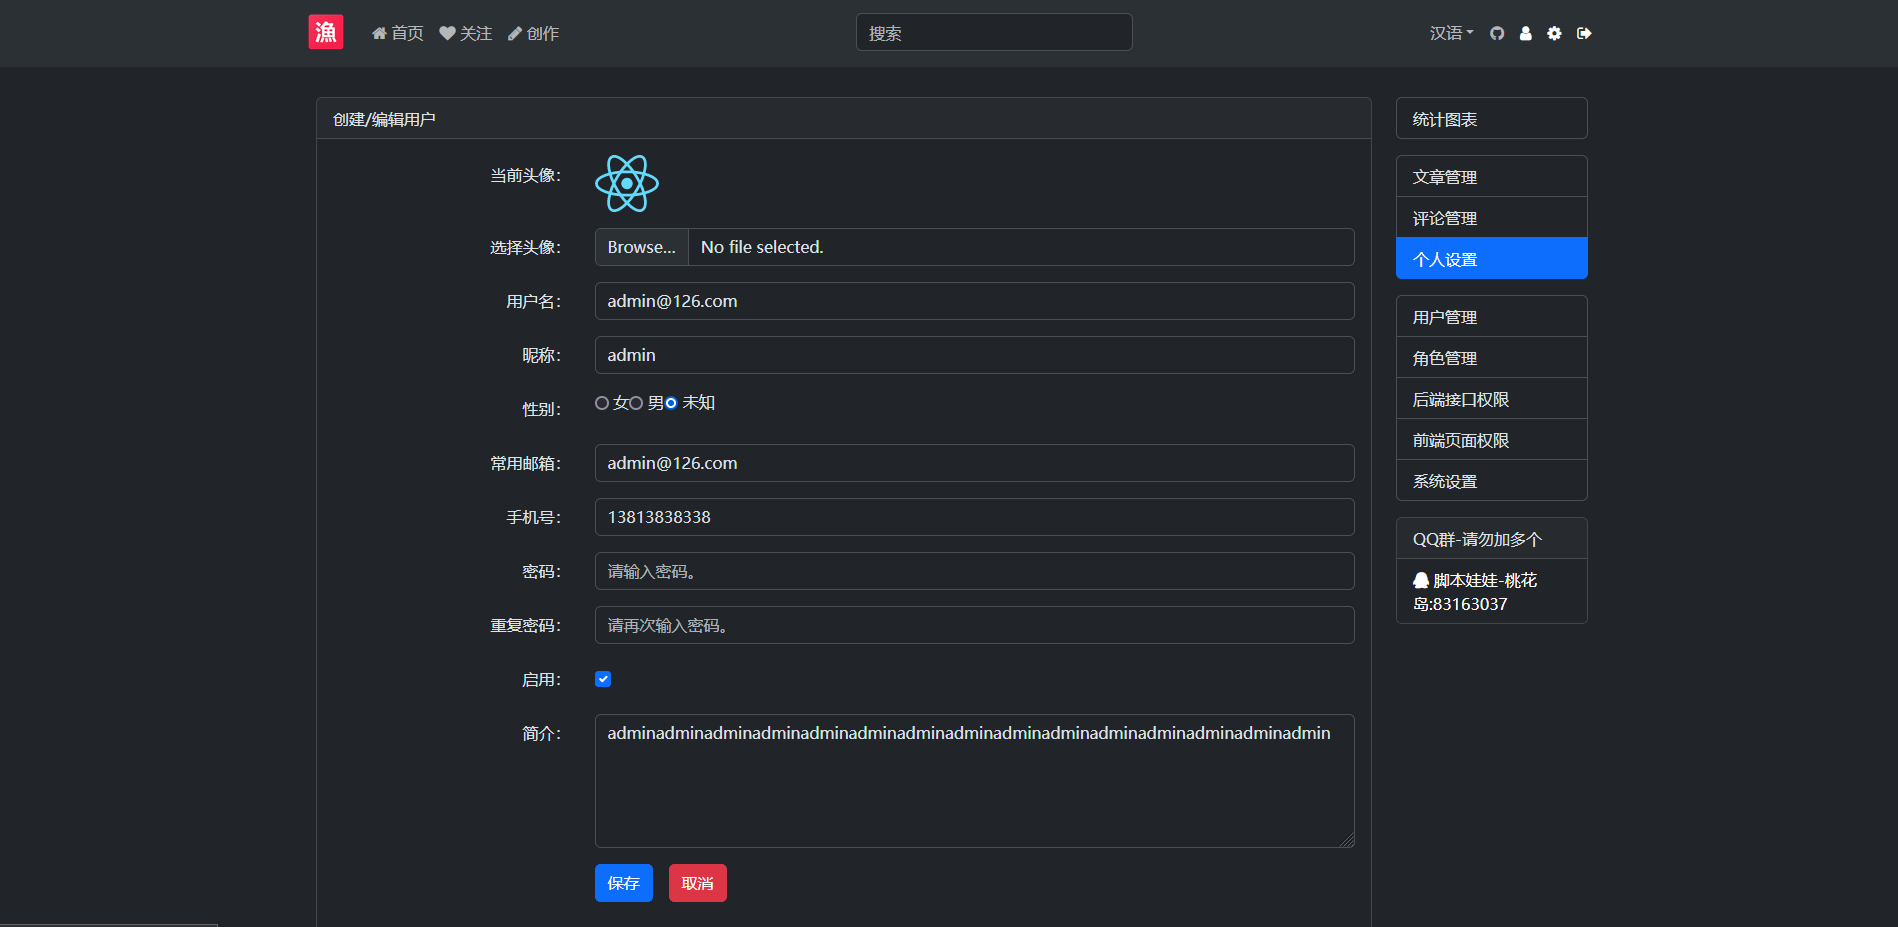 漁
首页 关注 创作
搜索
汉语
创建/编辑用户
当前头像：
选择头像：
Browse... No file selected.
用户名：
admin@126.com
昵称：
admin
性别：
女 男 未知
常用邮箱：
admin@126.com
手机号：
13813838338
密码：
请输入密码。
重复密码：
请再次输入密码。
启用：
简介：
adminadminadminadminadminadminadminadminadminadminadminadminadminadminadmin
保存 取消
统计图表
文章管理
评论管理
个人设置
用户管理
角色管理
后端接口权限
前端页面权限
系统设置
QQ群-请勿加多个
脚本娃娃-桃花
岛:83163037